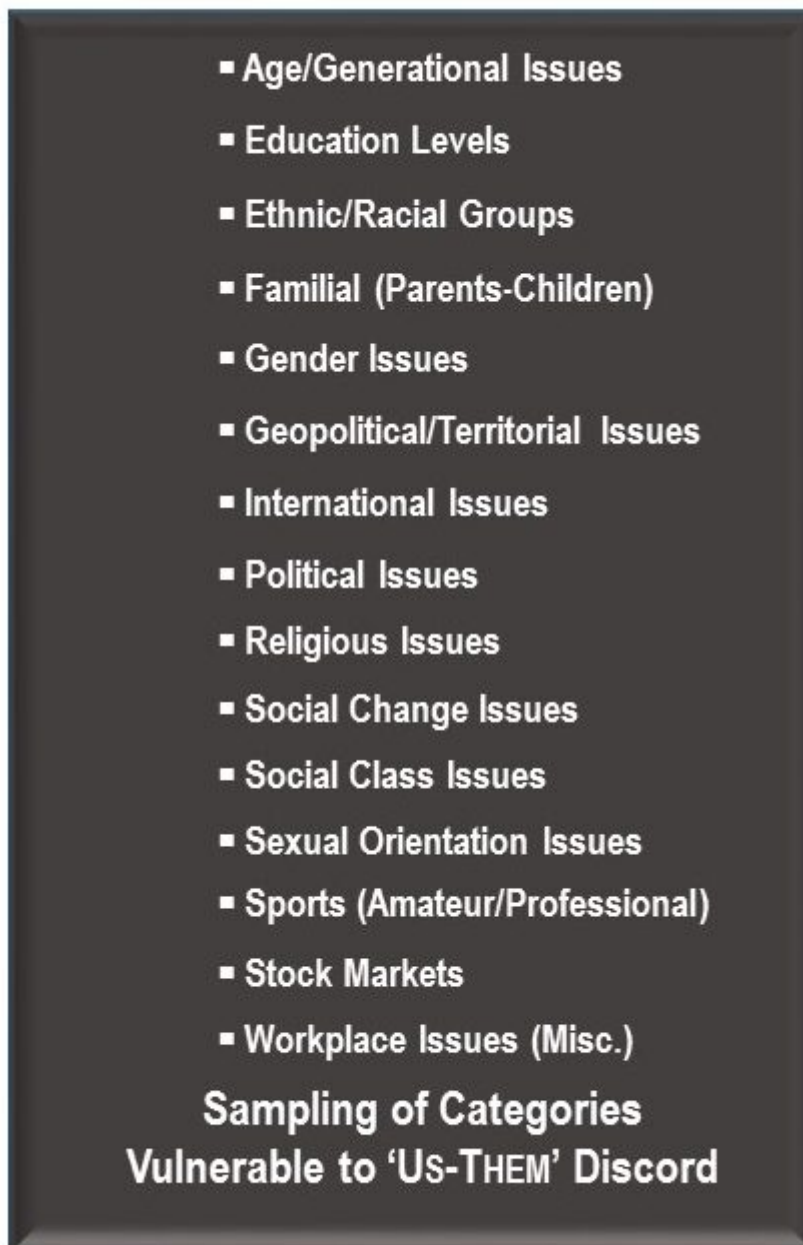 ▪ Age/Generational Issues
▪ Education Levels
▪ Ethnic/Racial Groups
▪ Familial (Parents-Children)
▪ Gender Issues
▪ Geopolitical/Territorial Issues
▪ International Issues
▪ Political Issues
▪ Religious Issues
▪ Social Change Issues
▪ Social Class Issues
▪ Sexual Orientation Issues
▪ Sports (Amateur/Professional)
▪ Stock Markets
▪ Workplace Issues (Misc.)
Sampling of Categories
Vulnerable to ‘US-THEM’ Discord